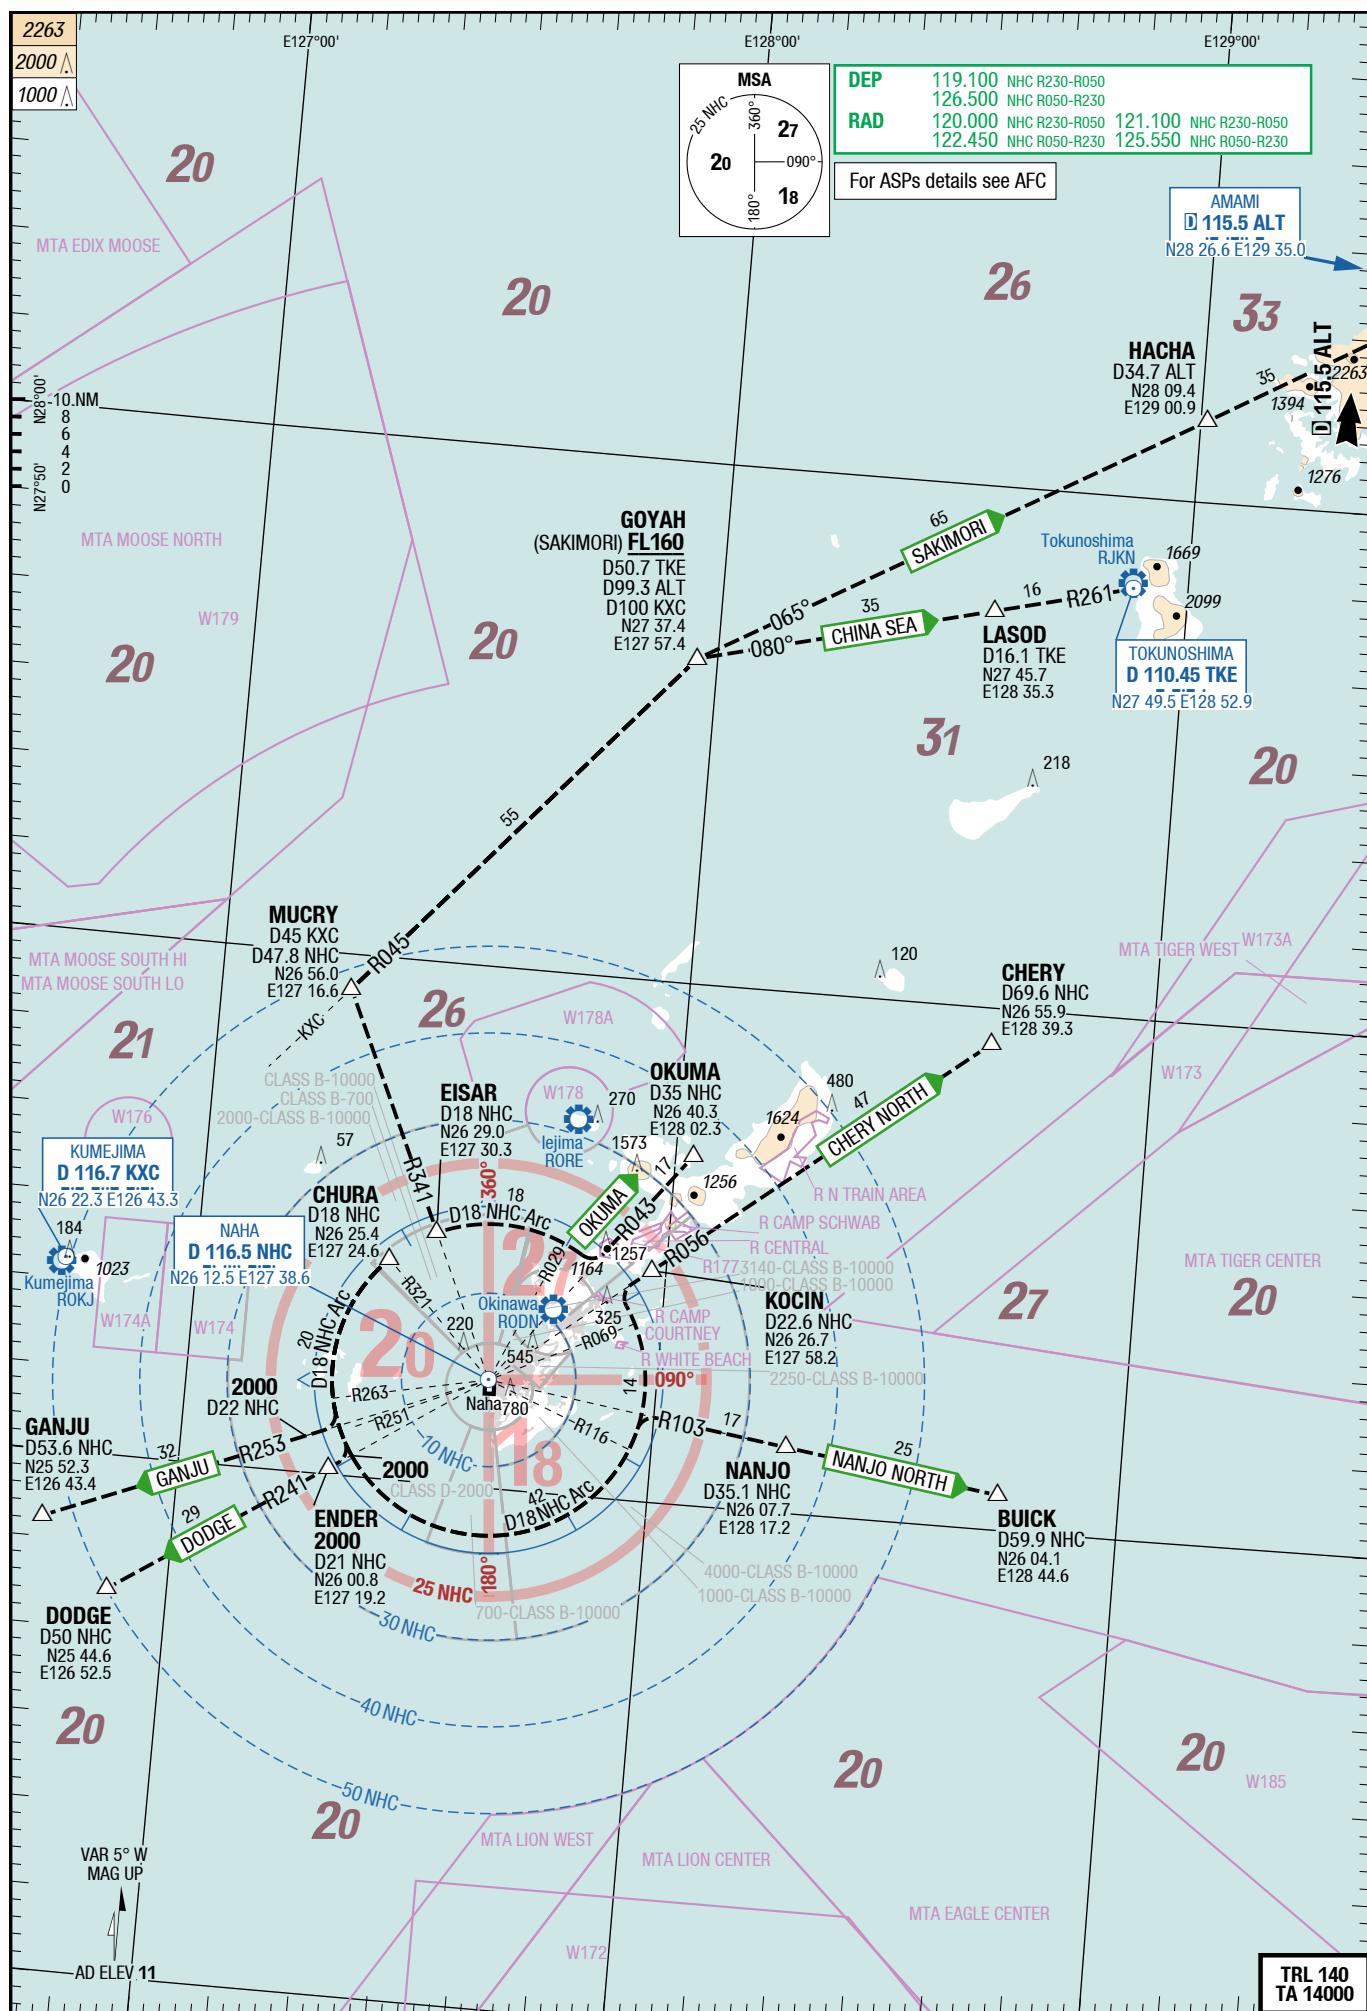 2263
2000
1000
E127°00'
E128°00'
E129°00'
MSA
25 NHC
360°
27
20
090°
18
180°
DEP 119.100 NHC R230-R050
126.500 NHC R050-R230
RAD 120.000 NHC R230-R050 121.100 NHC R230-R050
122.450 NHC R050-R230 125.550 NHC R050-R230
For ASPs details see AFC
AMAMI
D 115.5 ALT
N28 26.6 E129 35.0
20
MTA EDIX MOOSE
20
26
33
HACHA
D34.7 ALT
N28 09.4
E129 00.9
35
D 115.5 ALT
2263
1394
1276
N28°00'
10 NM
8
6
4
2
0
N27°50'
MTA MOOSE NORTH
W179
20
20
GOYAH
(SAKIMORI) FL160
D50.7 TKE
D99.3 ALT
D100 KXC
N27 37.4
E127 57.4
65
SAKIMORI
065°
080°
35
CHINA SEA
16
R261
LASOD
D16.1 TKE
N27 45.7
E128 35.3
Tokunoshima
RJKN
1669
2099
TOKUNOSHIMA
D 110.45 TKE
N27 49.5 E128 52.9
31
20
218
55
MUCRY
D45 KXC
D47.8 NHC
N26 56.0
E127 16.6
R045
KXC
MTA MOOSE SOUTH HI
MTA MOOSE SOUTH LO
21
26
W178A
120
CHERY
D69.6 NHC
N26 55.9
E128 39.3
MTA TIGER WEST
W173A
W173
CLASS B-10000
CLASS B-700
2000-CLASS B-10000
EISAR
D18 NHC
N26 29.0
E127 30.3
W178
270
Iejima
RORE
OKUMA
D35 NHC
N26 40.3
E128 02.3
480
1624
47
CHERY NORTH
W176
57
KUMEJIMA
D 116.7 KXC
N26 22.3 E126 43.3
184
1023
Kumejima
ROKJ
W174A
W174
CHURA
D18 NHC
N26 25.4
E127 24.6
NAHA
D 116.5 NHC
N26 12.5 E127 38.6
R341
360°
18
D18 NHC Arc
1573
17
OKUMA
R043
1256
1257
1164
R029
R056
R N TRAIN AREA
R CAMP SCHWAB
R CENTRAL
R177
3140-CLASS B-10000
1000-CLASS B-10000
MTA TIGER CENTER
27
20
27
20
R321
Okinawa
RODN
220
325
545
R069
R CAMP
COURTNEY
R WHITE BEACH
KOCIN
D22.6 NHC
N26 26.7
E127 58.2
2250-CLASS B-10000
090°
14
20
D18 NHC Arc
R263
R251
Naha
780
R116
10 NHC
18
CLASS D-2000
42
D18 NHC Arc
2000
D22 NHC
GANJU
D53.6 NHC
N25 52.3
E126 43.4
32
GANJU
R253
2000
29
DODGE
R241
ENDER
2000
D21 NHC
N26 00.8
E127 19.2
R103
17
NANJO
D35.1 NHC
N26 07.7
E128 17.2
25
NANJO NORTH
BUICK
D59.9 NHC
N26 04.1
E128 44.6
DODGE
D50 NHC
N25 44.6
E126 52.5
25 NHC
180°
4000-CLASS B-10000
1000-CLASS B-10000
700-CLASS B-10000
30 NHC
40 NHC
50 NHC
20
20
20
20
W185
MTA LION WEST
MTA LION CENTER
MTA EAGLE CENTER
W172
VAR 5° W
MAG UP
AD ELEV 11
TRL 140
TA 14000